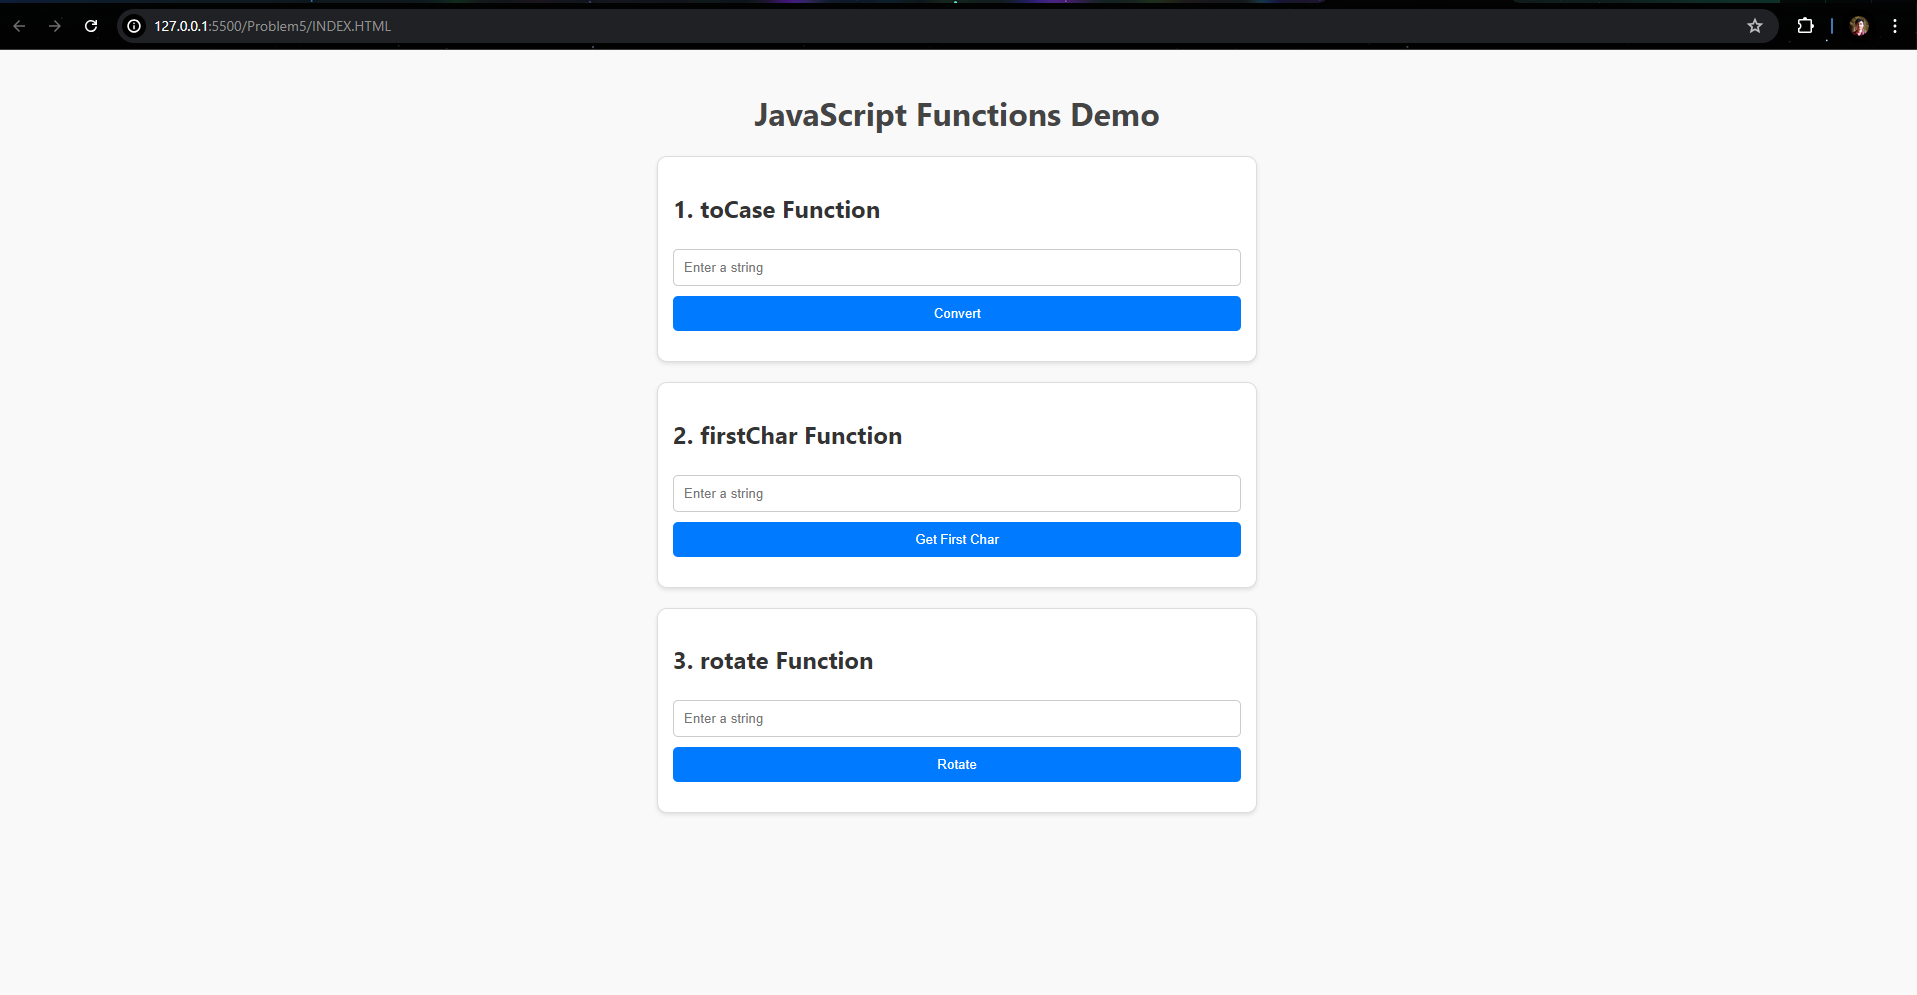 127.0.0.1:5500/Problem5/INDEX.HTML
JavaScript Functions Demo
1. toCase Function
Enter a string
Convert
2. firstChar Function
Enter a string
Get First Char
3. rotate Function
Enter a string
Rotate